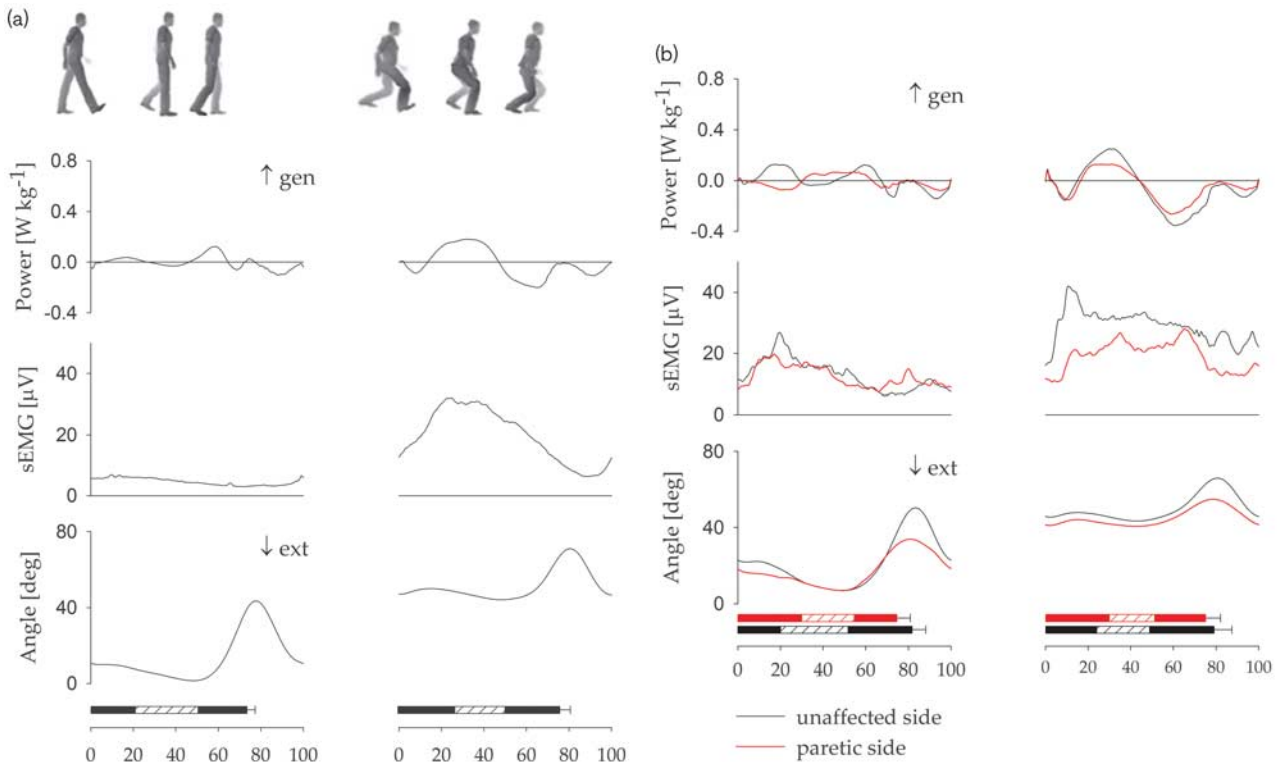 (a)
Power [W kg-1]
0.8
0.4
0.0
-0.4
↑ gen
sEMG [µV]
40
20
0
Angle [deg]
80
40
0
↓ ext
0 20 40 60 80 100
0 20 40 60 80 100
(b)
Power [W kg-1]
0.8
0.4
0.0
-0.4
↑ gen
sEMG [µV]
40
20
0
Angle [deg]
80
40
0
↓ ext
0 20 40 60 80 100
0 20 40 60 80 100
unaffected side
paretic side